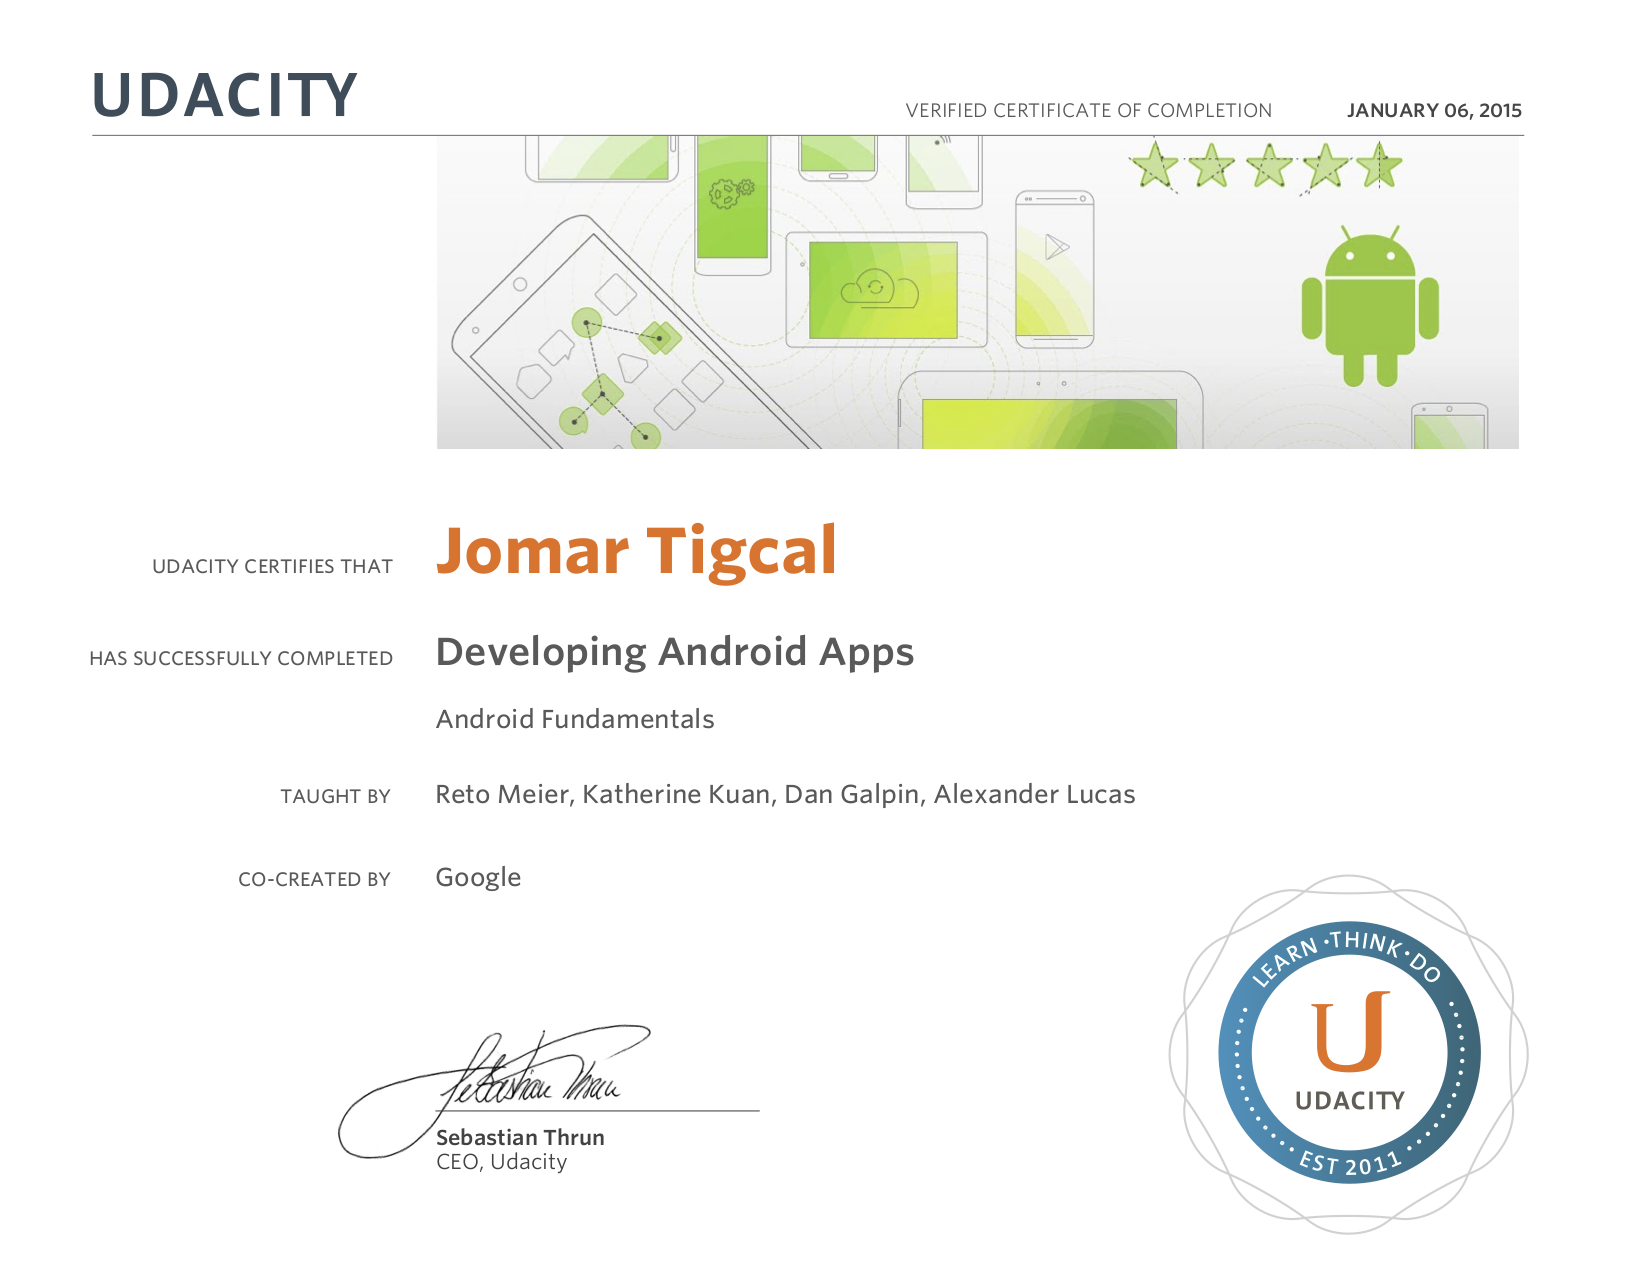 UDACITY
VERIFIED CERTIFICATE OF COMPLETION JANUARY 06, 2015
UDACITY CERTIFIES THAT Jomar Tigcal
HAS SUCCESSFULLY COMPLETED Developing Android Apps
Android Fundamentals
TAUGHT BY Reto Meier, Katherine Kuan, Dan Galpin, Alexander Lucas
CO-CREATED BY Google
Sebastian Thrun
Sebastian Thrun
CEO, Udacity
LEARN · THINK · DO
U
UDACITY
EST 2011